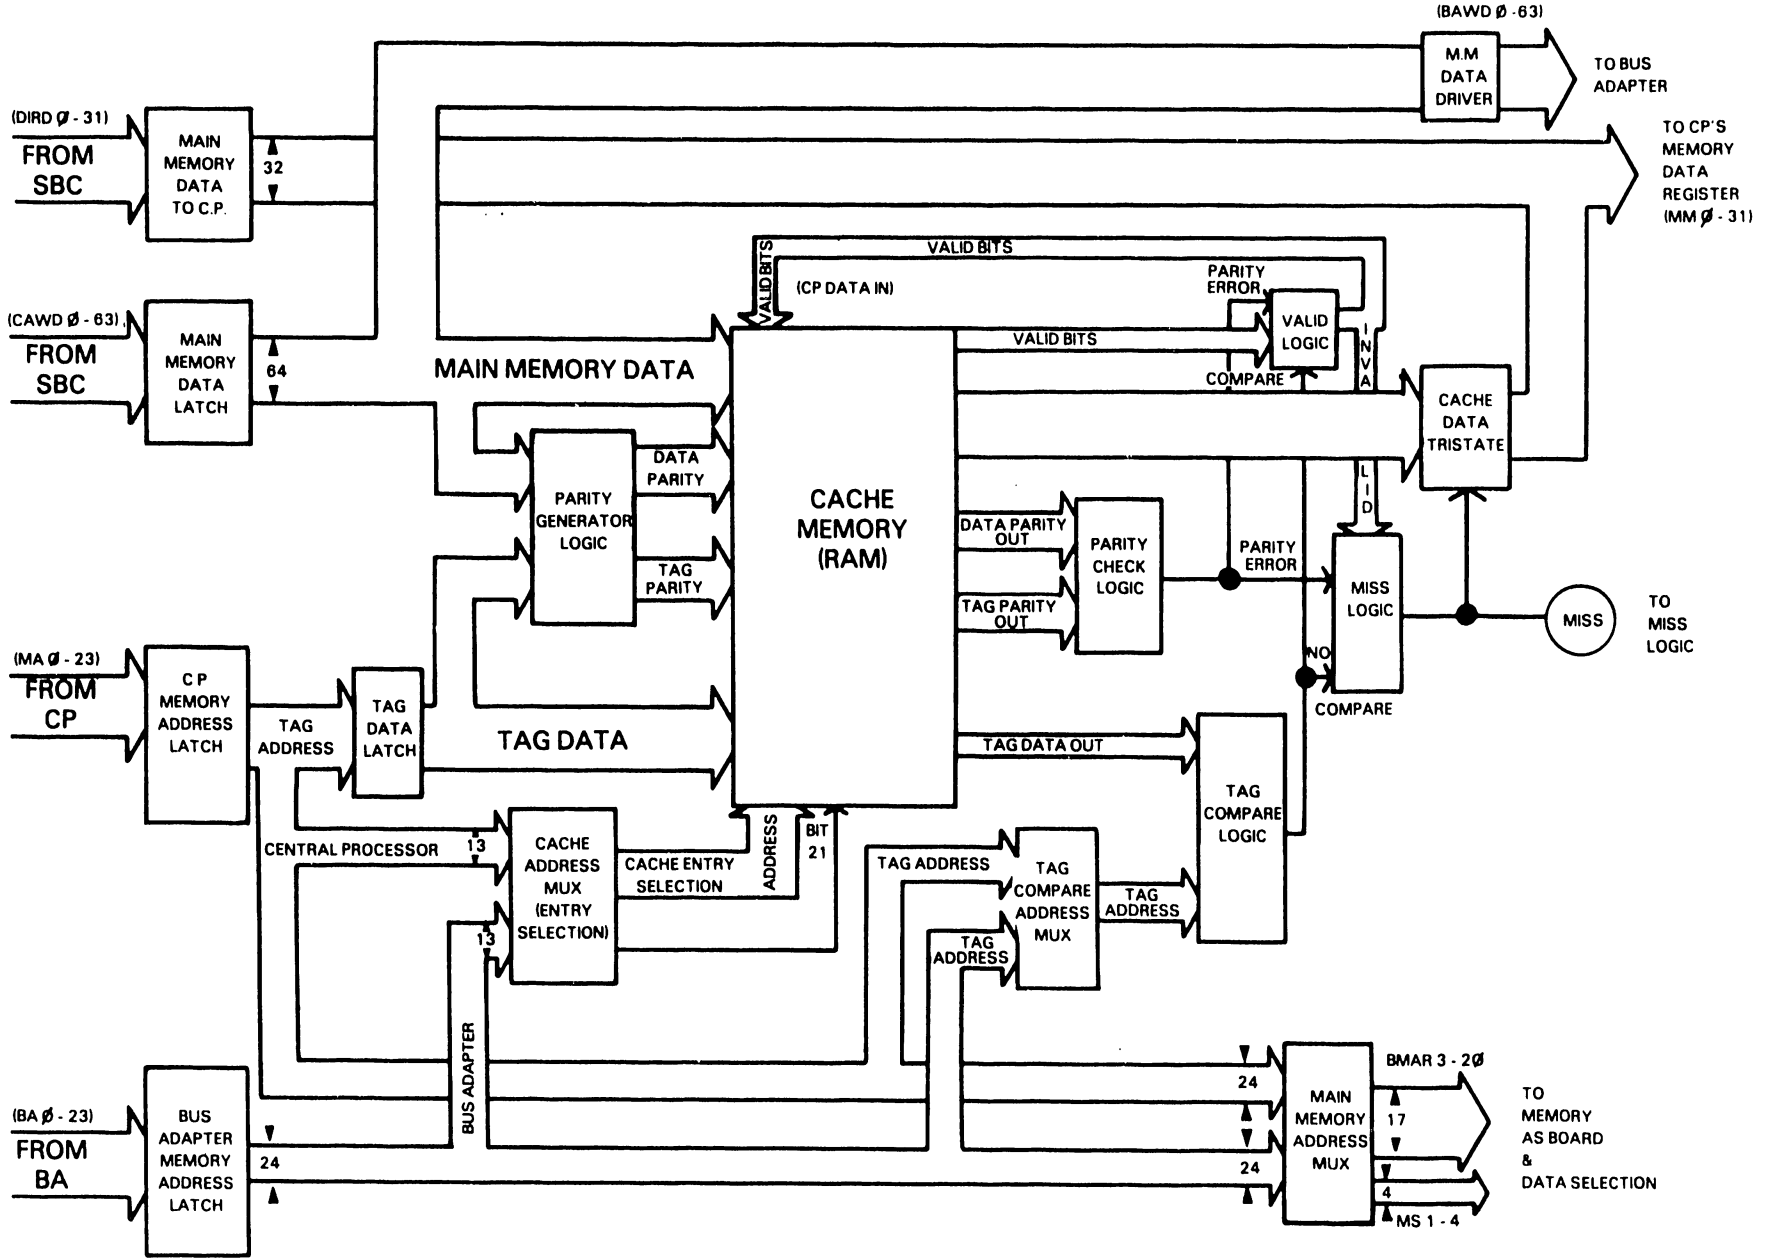 (BAWD Ø - 63)
M.M
DATA
DRIVER
TO BUS
ADAPTER
(DIRD Ø - 31)
FROM
SBC
MAIN
MEMORY
DATA
TO C.P.
32
TO CP'S
MEMORY
DATA
REGISTER
(MM Ø - 31)
VALID BITS
VALID BITS
(CP DATA IN)
PARITY
ERROR
VALID
LOGIC
VALID BITS
COMPARE
INVA
LID
(CAWD Ø - 63)
FROM
SBC
MAIN
MEMORY
DATA
LATCH
64
MAIN MEMORY DATA
CACHE
DATA
TRISTATE
PARITY
GENERATOR
LOGIC
DATA
PARITY
TAG
PARITY
CACHE
MEMORY
(RAM)
DATA PARITY
OUT
TAG PARITY
OUT
PARITY
CHECK
LOGIC
PARITY
ERROR
MISS
LOGIC
NO
COMPARE
MISS
TO
MISS
LOGIC
(MA Ø - 23)
FROM
CP
C P
MEMORY
ADDRESS
LATCH
TAG
ADDRESS
TAG
DATA
LATCH
TAG DATA
TAG DATA OUT
TAG
COMPARE
LOGIC
CENTRAL PROCESSOR
13
13
CACHE
ADDRESS
MUX
(ENTRY
SELECTION)
CACHE ENTRY
SELECTION
ADDRESS
BIT
21
TAG ADDRESS
TAG
ADDRESS
TAG
COMPARE
ADDRESS
MUX
TAG
ADDRESS
BUS ADAPTER
(BA Ø - 23)
FROM
BA
BUS
ADAPTER
MEMORY
ADDRESS
LATCH
24
24
24
MAIN
MEMORY
ADDRESS
MUX
BMAR 3 - 2Ø
17
4
MS 1 - 4
TO
MEMORY
AS BOARD
&
DATA SELECTION